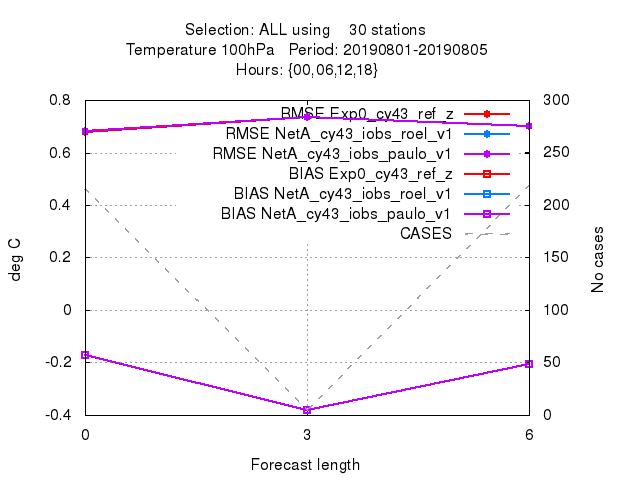 Selection: ALL using 30 stations
Temperature 100hPa Period: 20190801-20190805
Hours: {00,06,12,18}
RMSE Exp0_cy43_ref_z
RMSE NetA_cy43_iobs_roel_v1
RMSE NetA_cy43_iobs_paulo_v1
BIAS Exp0_cy43_ref_z
BIAS NetA_cy43_iobs_roel_v1
BIAS NetA_cy43_iobs_paulo_v1
CASES
0.8
0.6
0.4
0.2
0
-0.2
-0.4
deg C
300
250
200
150
100
50
0
No cases
0 3 6
Forecast length